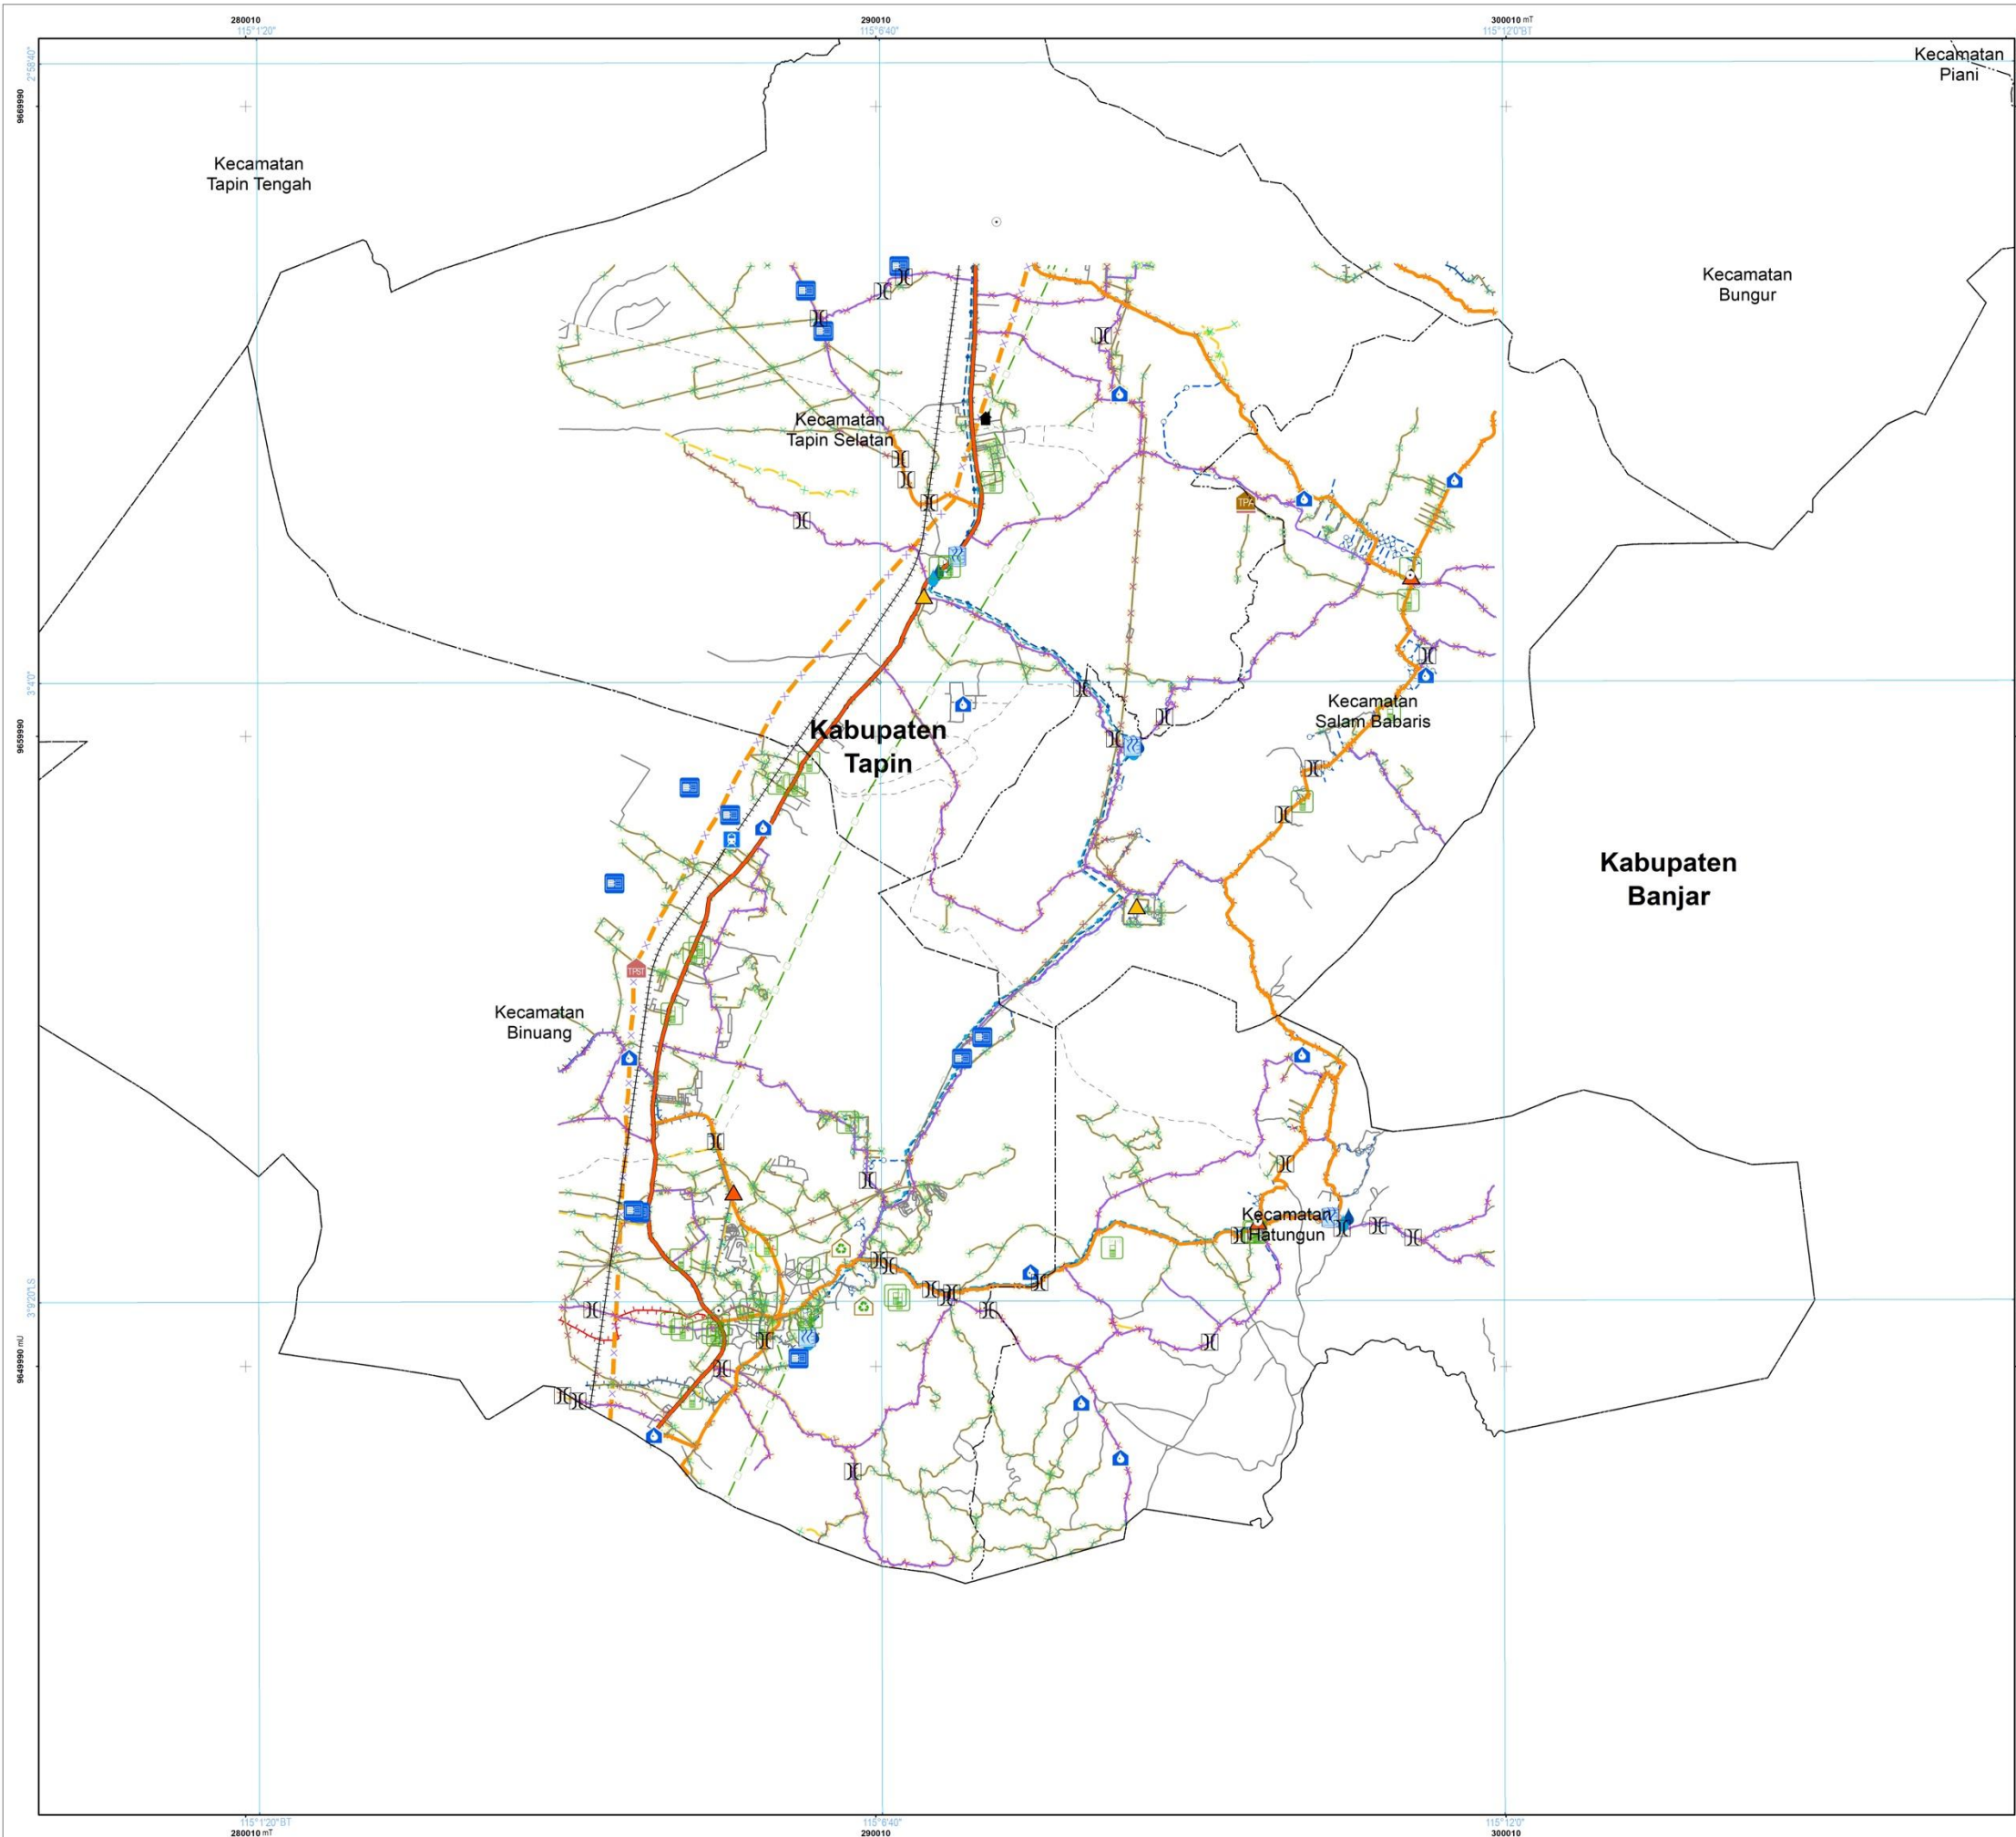 280010
290010
300010 mT
115°1'20"
115°6'40"
115°12'0"BT
2°58'40"
9669990
Kecamatan
Piani
Kecamatan
Tapin Tengah
Kecamatan
Bungur
Kecamatan
Tapin Selatan
TPA
3°4'0"
9659990
Kecamatan
Salam Babaris
Kabupaten
Tapin
Kabupaten
Banjar
TPST
Kecamatan
Binuang
Kecamatan
Hatungun
3°9'20"LS
9649990 mU
115°1'20"BT
115°6'40"
115°12'0"
280010 mT
290010
300010